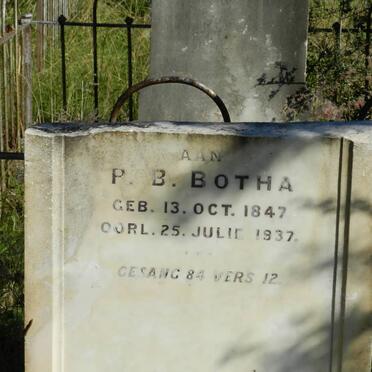 AAN
P. B. BOTHA
GEB. 13. OCT. 1847
OORL. 25. JULIE 1937.
GESANG 84 VERS 12.